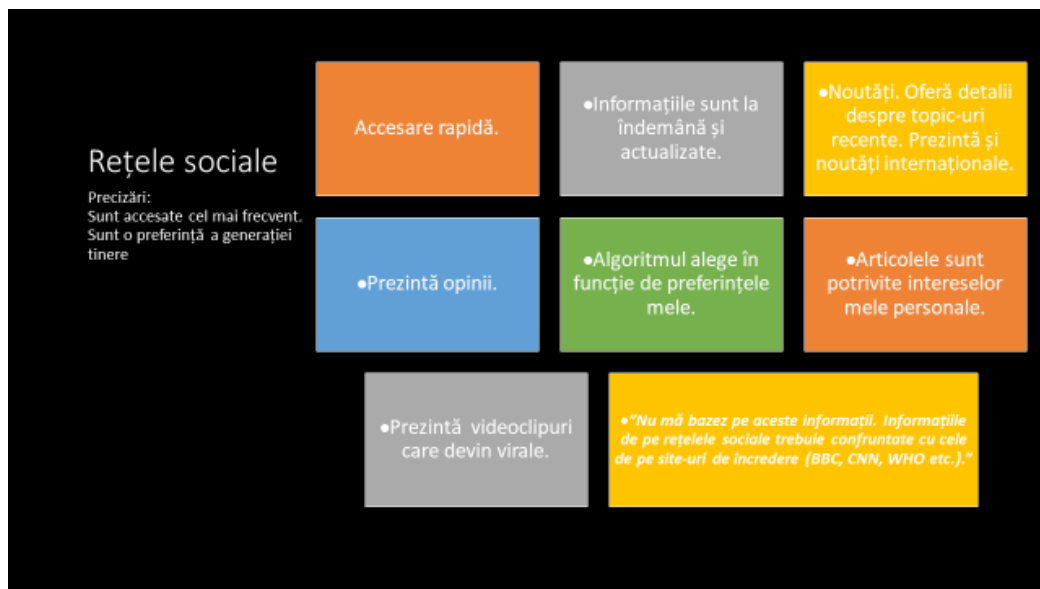 Rețele sociale
Precizări:
Sunt accesate cel mai frecvent.
Sunt o preferință a generației
tinere
Accesare rapidă.
●Informațiile sunt la
îndemână și
actualizate.
●Noutăți. Oferă detalii
despre topic-uri
recente. Prezintă și
noutăți internaționale.
●Prezintă opinii.
●Algoritmul alege în
funcție de preferințele
mele.
●Articolele sunt
potrivite intereselor
mele personale.
●Prezintă videoclipuri
care devin virale.
●"Nu mă bazez pe aceste informații. Informațiile
de pe rețelele sociale trebuie confruntate cu cele
de pe site-uri de încredere (BBC, CNN, WHO etc.)."